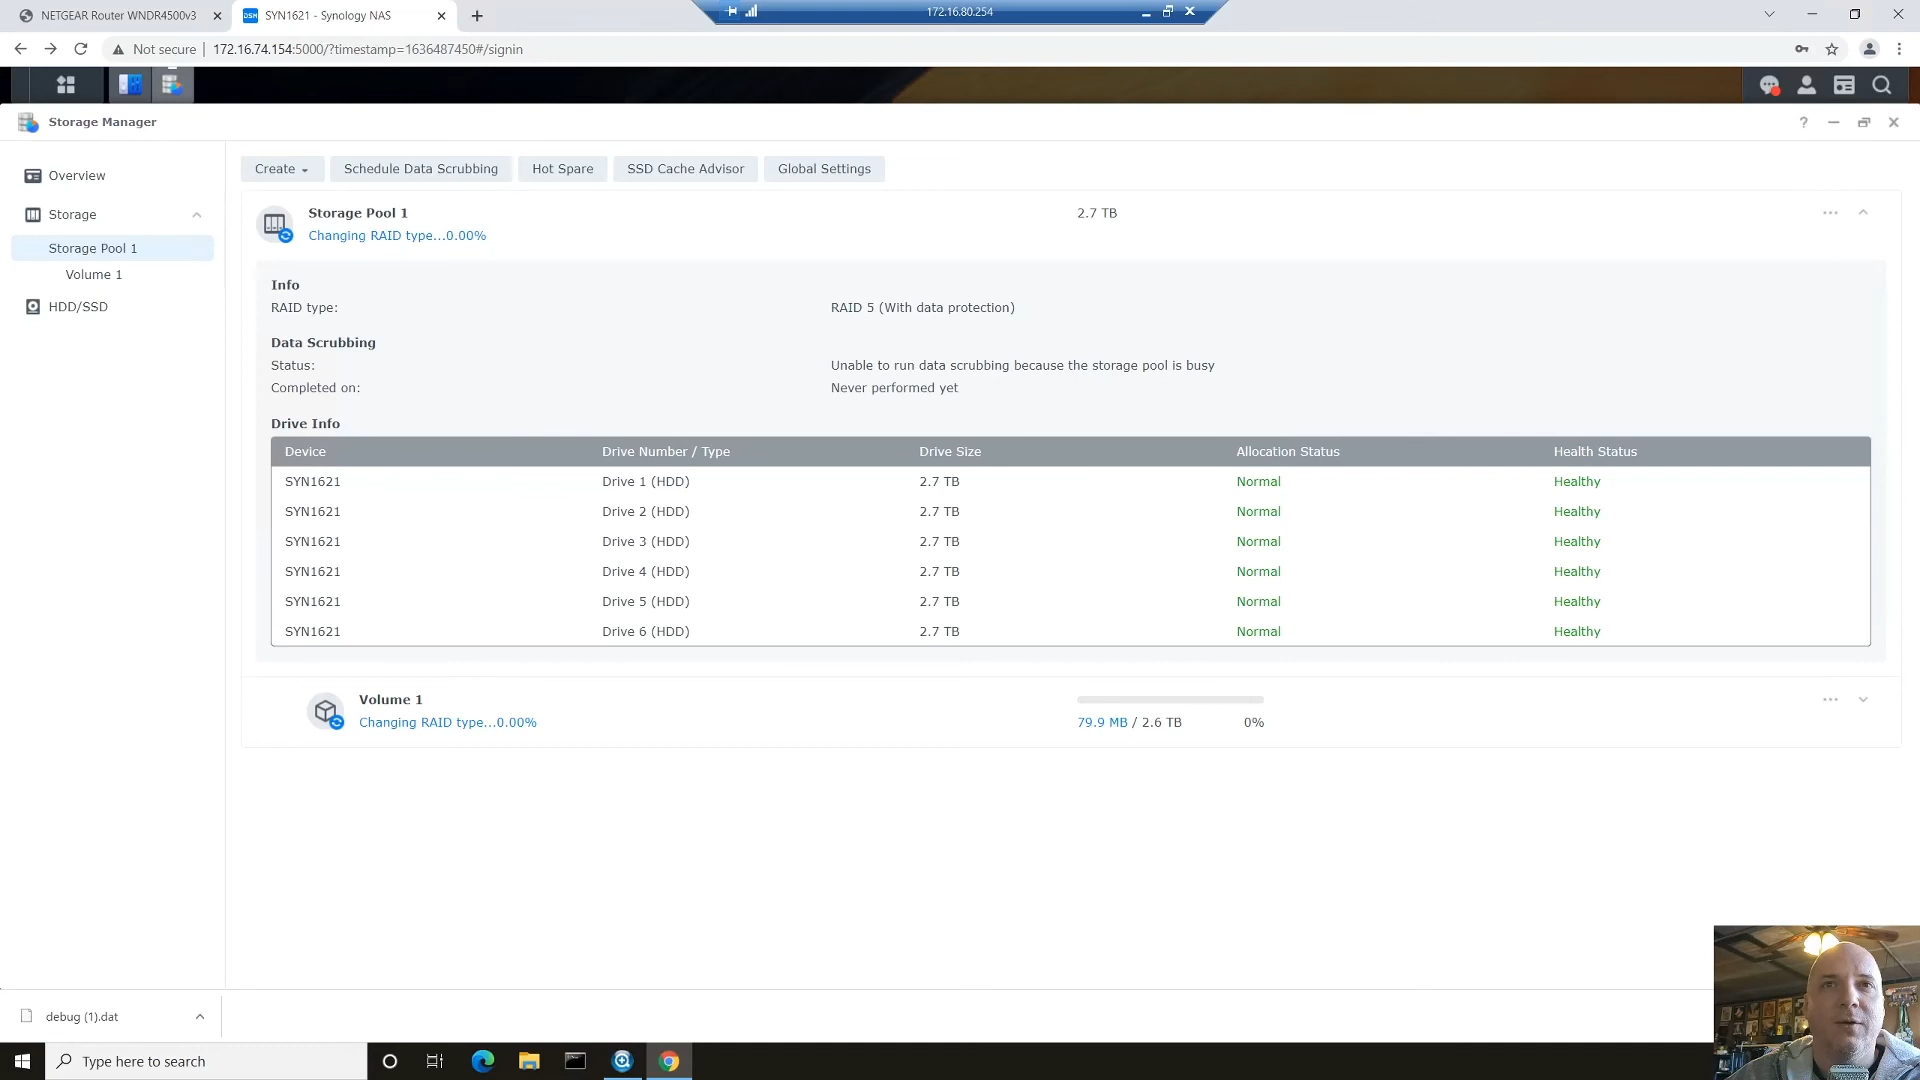 NETGEAR Router WNDR4500v3
SYN1621 - Synology NAS
172.16.80.254
Not secure
172.16.74.154:5000/?timestamp=1636487450#/signin
Storage Manager
Overview
Storage
Storage Pool 1
Volume 1
HDD/SSD
Create
Schedule Data Scrubbing
Hot Spare
SSD Cache Advisor
Global Settings
Storage Pool 1
2.7 TB
Changing RAID type...0.00%
Info
RAID type:
RAID 5 (With data protection)
Data Scrubbing
Status:
Unable to run data scrubbing because the storage pool is busy
Completed on:
Never performed yet
Drive Info
Device Drive Number / Type Drive Size Allocation Status Health Status
SYN1621 Drive 1 (HDD) 2.7 TB Normal Healthy
SYN1621 Drive 2 (HDD) 2.7 TB Normal Healthy
SYN1621 Drive 3 (HDD) 2.7 TB Normal Healthy
SYN1621 Drive 4 (HDD) 2.7 TB Normal Healthy
SYN1621 Drive 5 (HDD) 2.7 TB Normal Healthy
SYN1621 Drive 6 (HDD) 2.7 TB Normal Healthy
Volume 1
Changing RAID type...0.00%
79.9 MB / 2.6 TB 0%
debug (1).dat
Type here to search